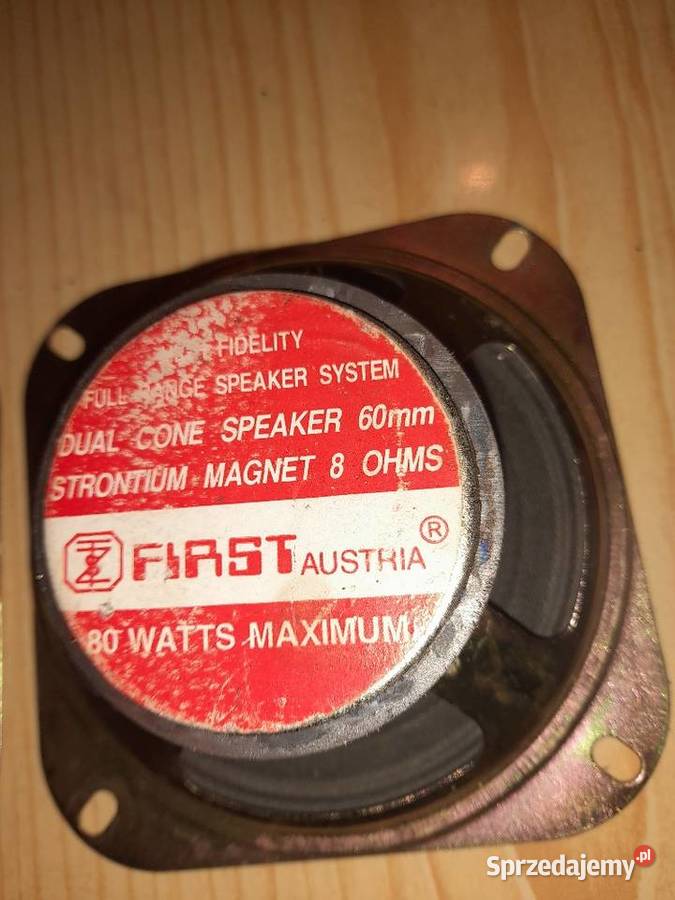 FIDELITY
FULL RANGE SPEAKER SYSTEM
DUAL CONE SPEAKER 60mm
STRONTIUM MAGNET 8 OHMS
FIRST AUSTRIA ®
80 WATTS MAXIMUM
Sprzedajemy.pl